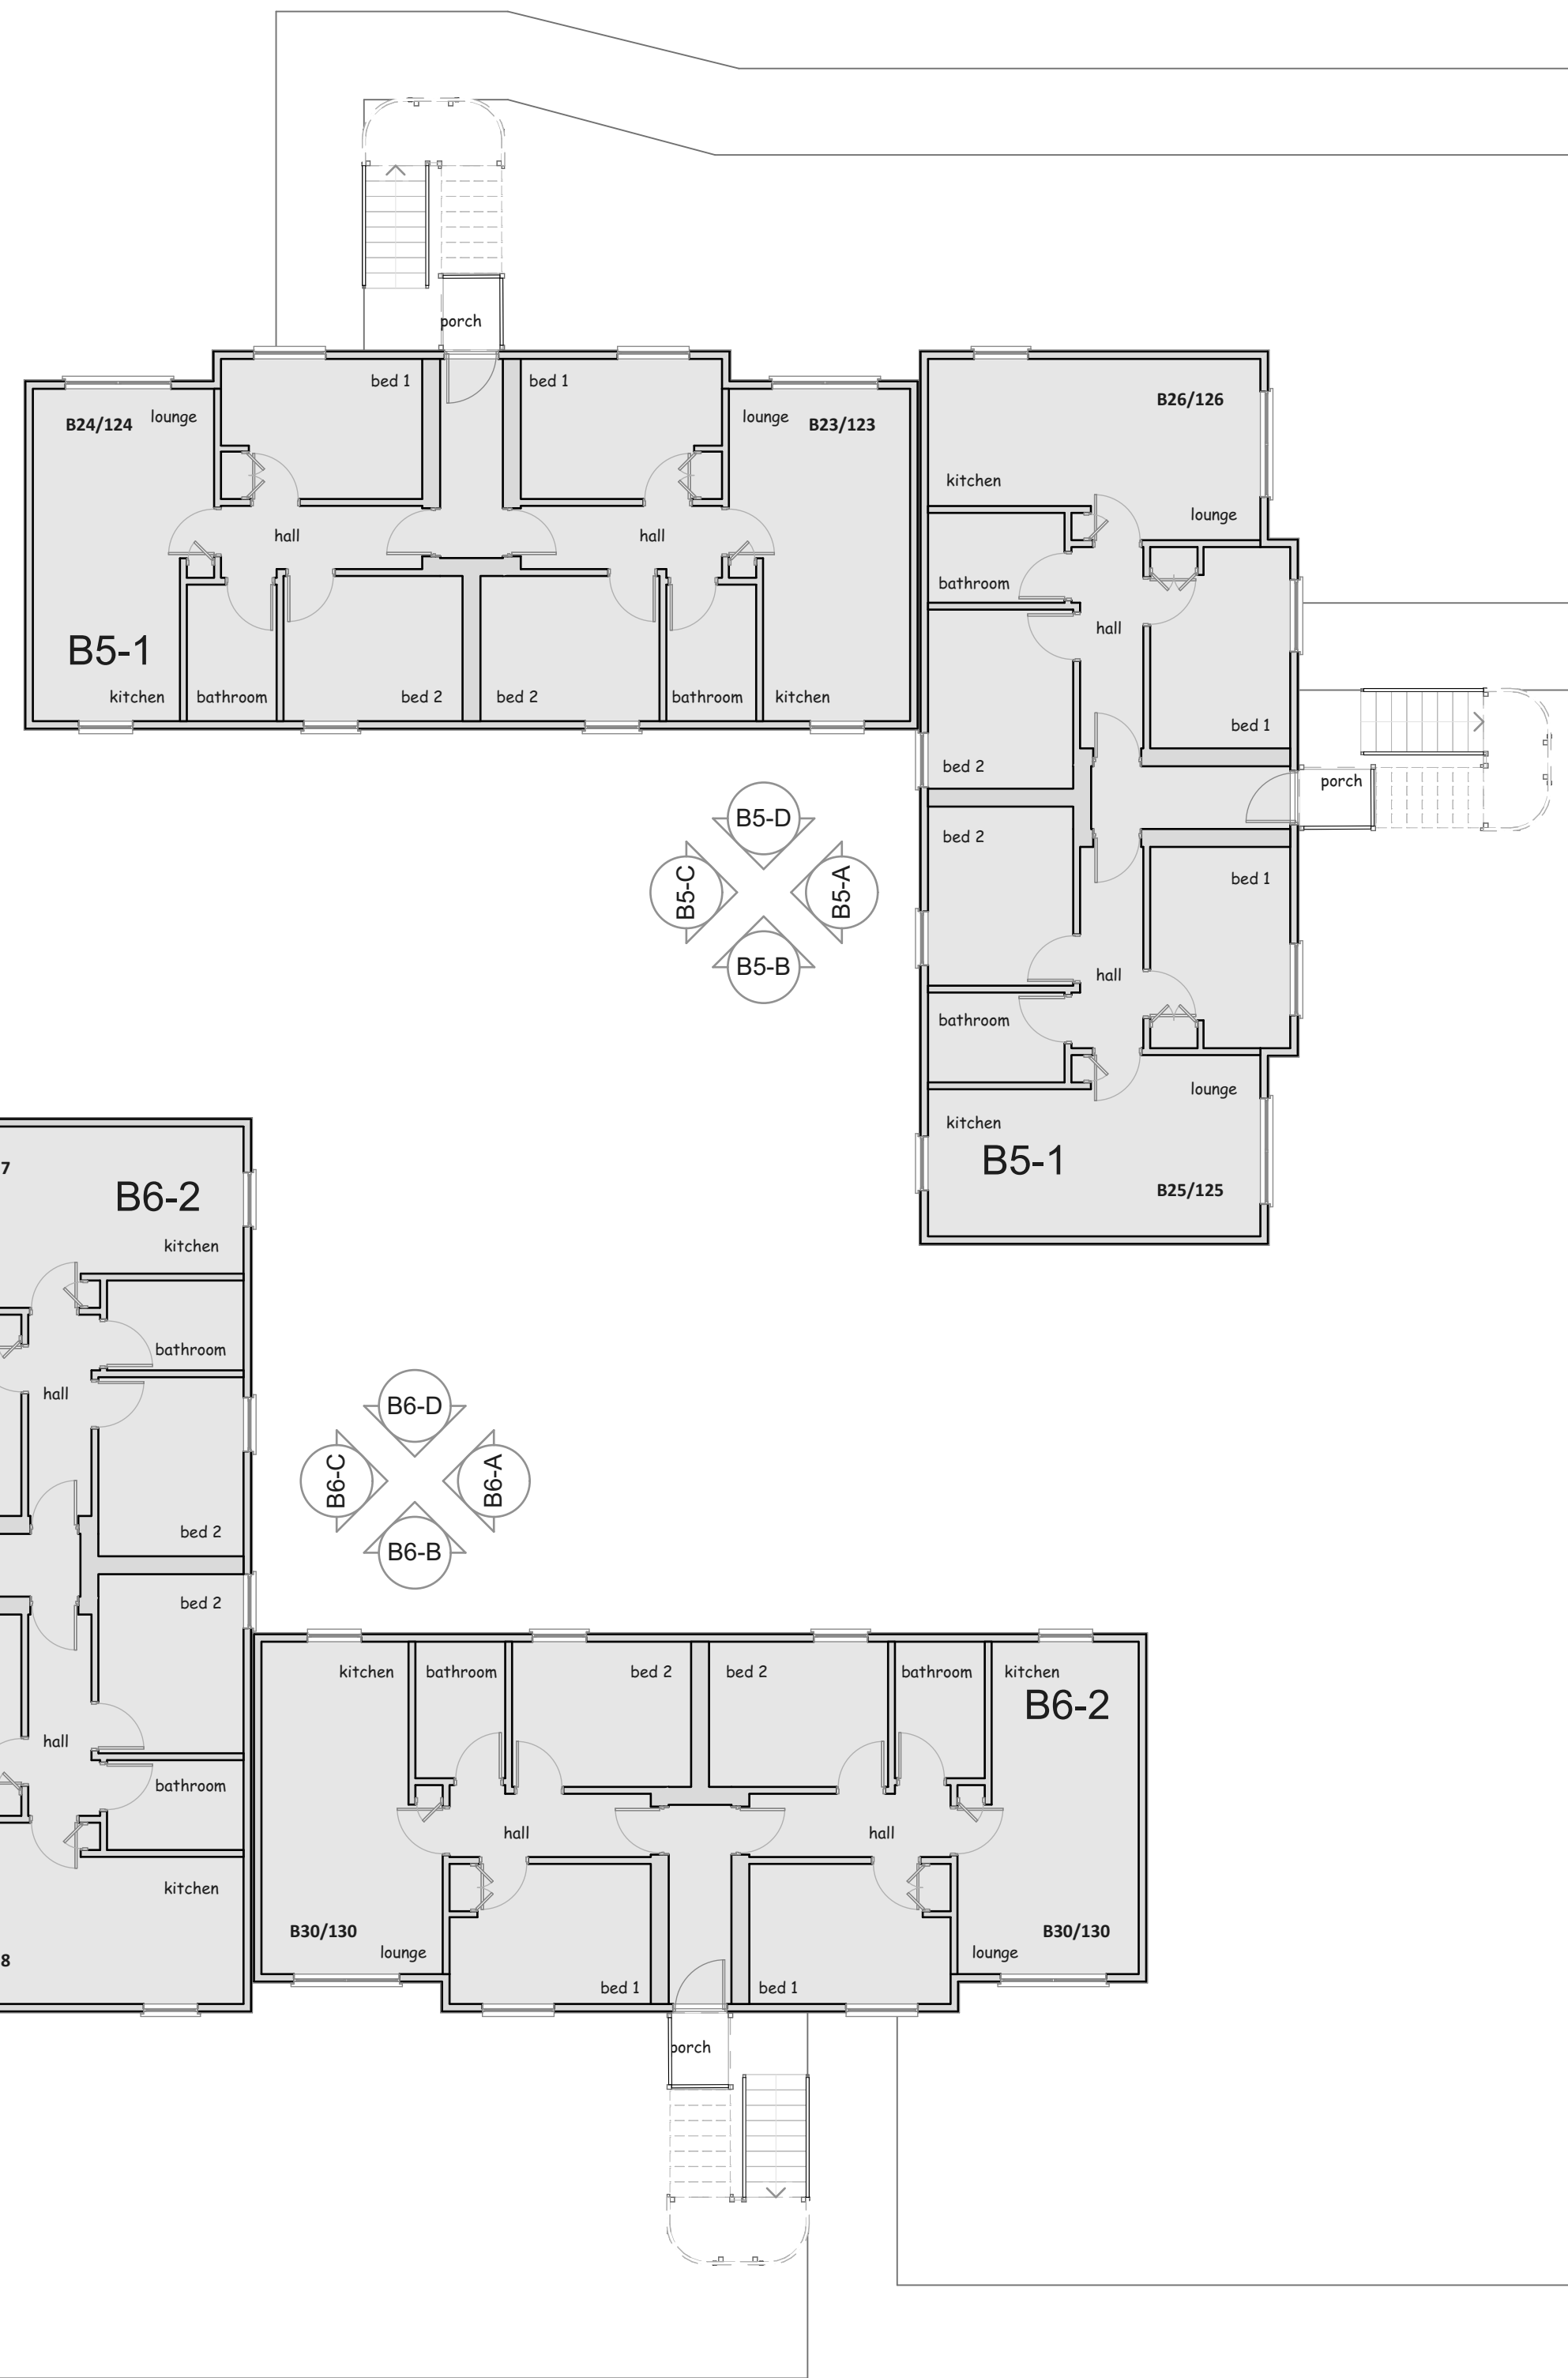 porch
bed 1
bed 1
B24/124
lounge
lounge
B23/123
hall
hall
B5-1
kitchen
bathroom
bed 2
bed 2
bathroom
kitchen
B26/126
kitchen
lounge
bathroom
hall
bed 1
bed 2
porch
bed 2
bed 1
hall
bathroom
lounge
kitchen
B5-1
B25/125
B5-D
B5-C
B5-A
B5-B
7
B6-2
kitchen
bathroom
hall
bed 2
bed 2
hall
bathroom
kitchen
8
B6-D
B6-C
B6-A
B6-B
kitchen
bathroom
bed 2
bed 2
bathroom
kitchen
B6-2
hall
hall
B30/130
lounge
bed 1
bed 1
lounge
B30/130
porch